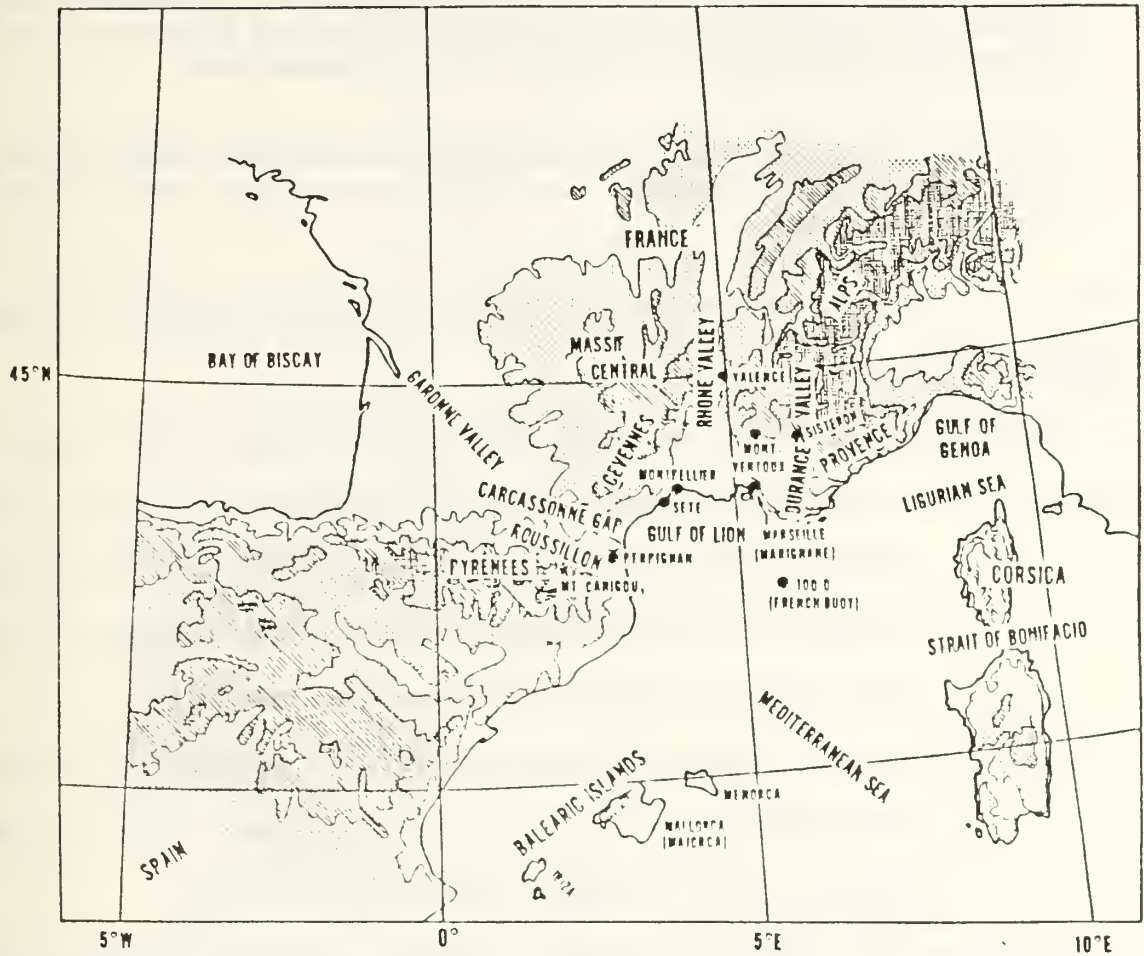 FRANCE
ALPS
MASSIF
CENTRAL
RHONE VALLEY
45°N
BAY OF BISCAY
GARONNE VALLEY
VALENCE
DURANCE VALLEY
SISTERON
MONT
VENTOUX
PROVENCE
GULF OF
GENOA
CEVENNES
MONTPELLIER
SETE
CARCASSONNE GAP
GULF OF LION
MARSEILLE
(MARIGNANE)
LIGURIAN SEA
ROUSSILLON
PERPIGNAN
PYRENEES
MT CANIGOU
100 D
(FRENCH BUOY)
CORSICA
STRAIT OF BONIFACIO
MEDITERRANEAN SEA
BALEARIC ISLANDS
MENORCA
MALLORCA
(MAJORCA)
IBIZA
SPAIN
5°W
0°
5°E
10°E